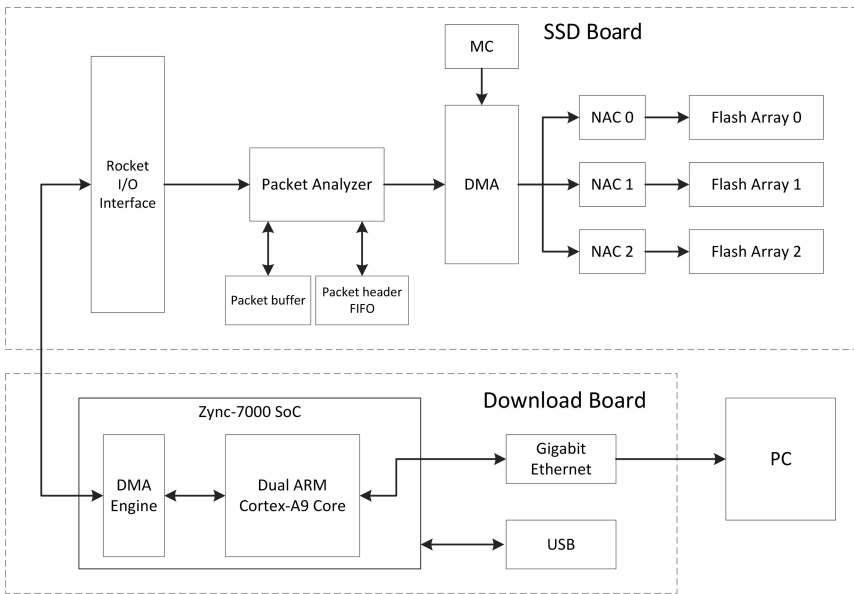 SSD Board
MC
Rocket
I/O
Interface
Packet Analyzer
DMA
NAC 0
Flash Array 0
NAC 1
Flash Array 1
NAC 2
Flash Array 2
Packet buffer
Packet header
FIFO
Download Board
Zync-7000 SoC
DMA
Engine
Dual ARM
Cortex-A9 Core
Gigabit
Ethernet
PC
USB